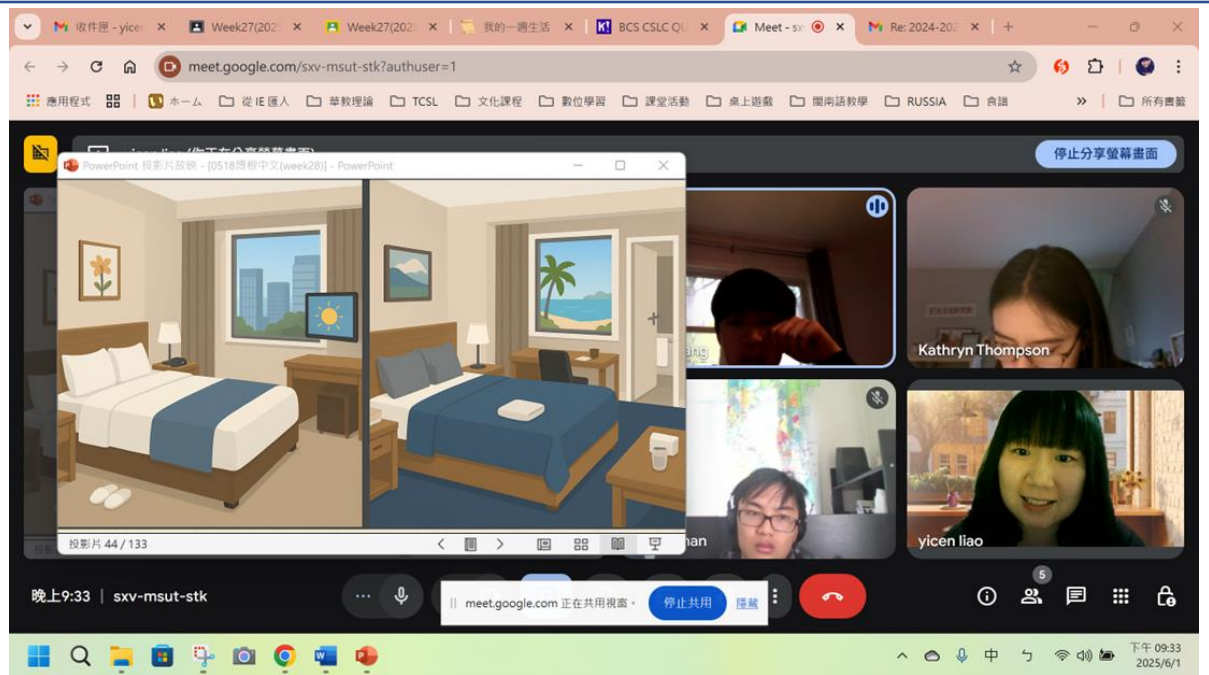 收件匣 - yicen
Week27(202
Week27(2025
我的一週生活
BCS CSLC QU
Meet - sx
Re: 2024-202
meet.google.com/sxv-msut-stk?authuser=1
應用程式
ホーム
從 IE 匯入
華教理論
TCSL
文化課程
數位學習
課堂活動
桌上遊戲
閩南語教學
RUSSIA
食譜
所有書籤
停止分享螢幕畫面
PowerPoint 投影片放映 - [0518博根中文(week28)] - PowerPoint
ang
Kathryn Thompson
nan
yicen liao
投影片 44 / 133
晚上9:33 | sxv-msut-stk
5
meet.google.com 正在共用視窗。
停止共用
隱藏
中
ㄅ
下午 09:33
2025/6/1